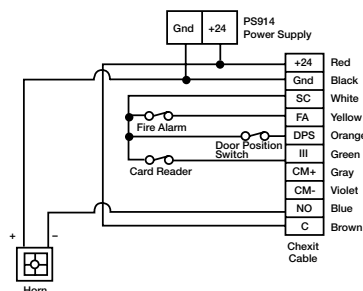 PS914
Power Supply
Gnd +24
+24 Red
Gnd Black
SC White
FA Yellow
Fire Alarm
DPS Orange
Door Position
Switch
III Green
Card Reader
CM+ Gray
CM- Violet
NO Blue
+ –
C Brown
Chexit
Cable
Horn